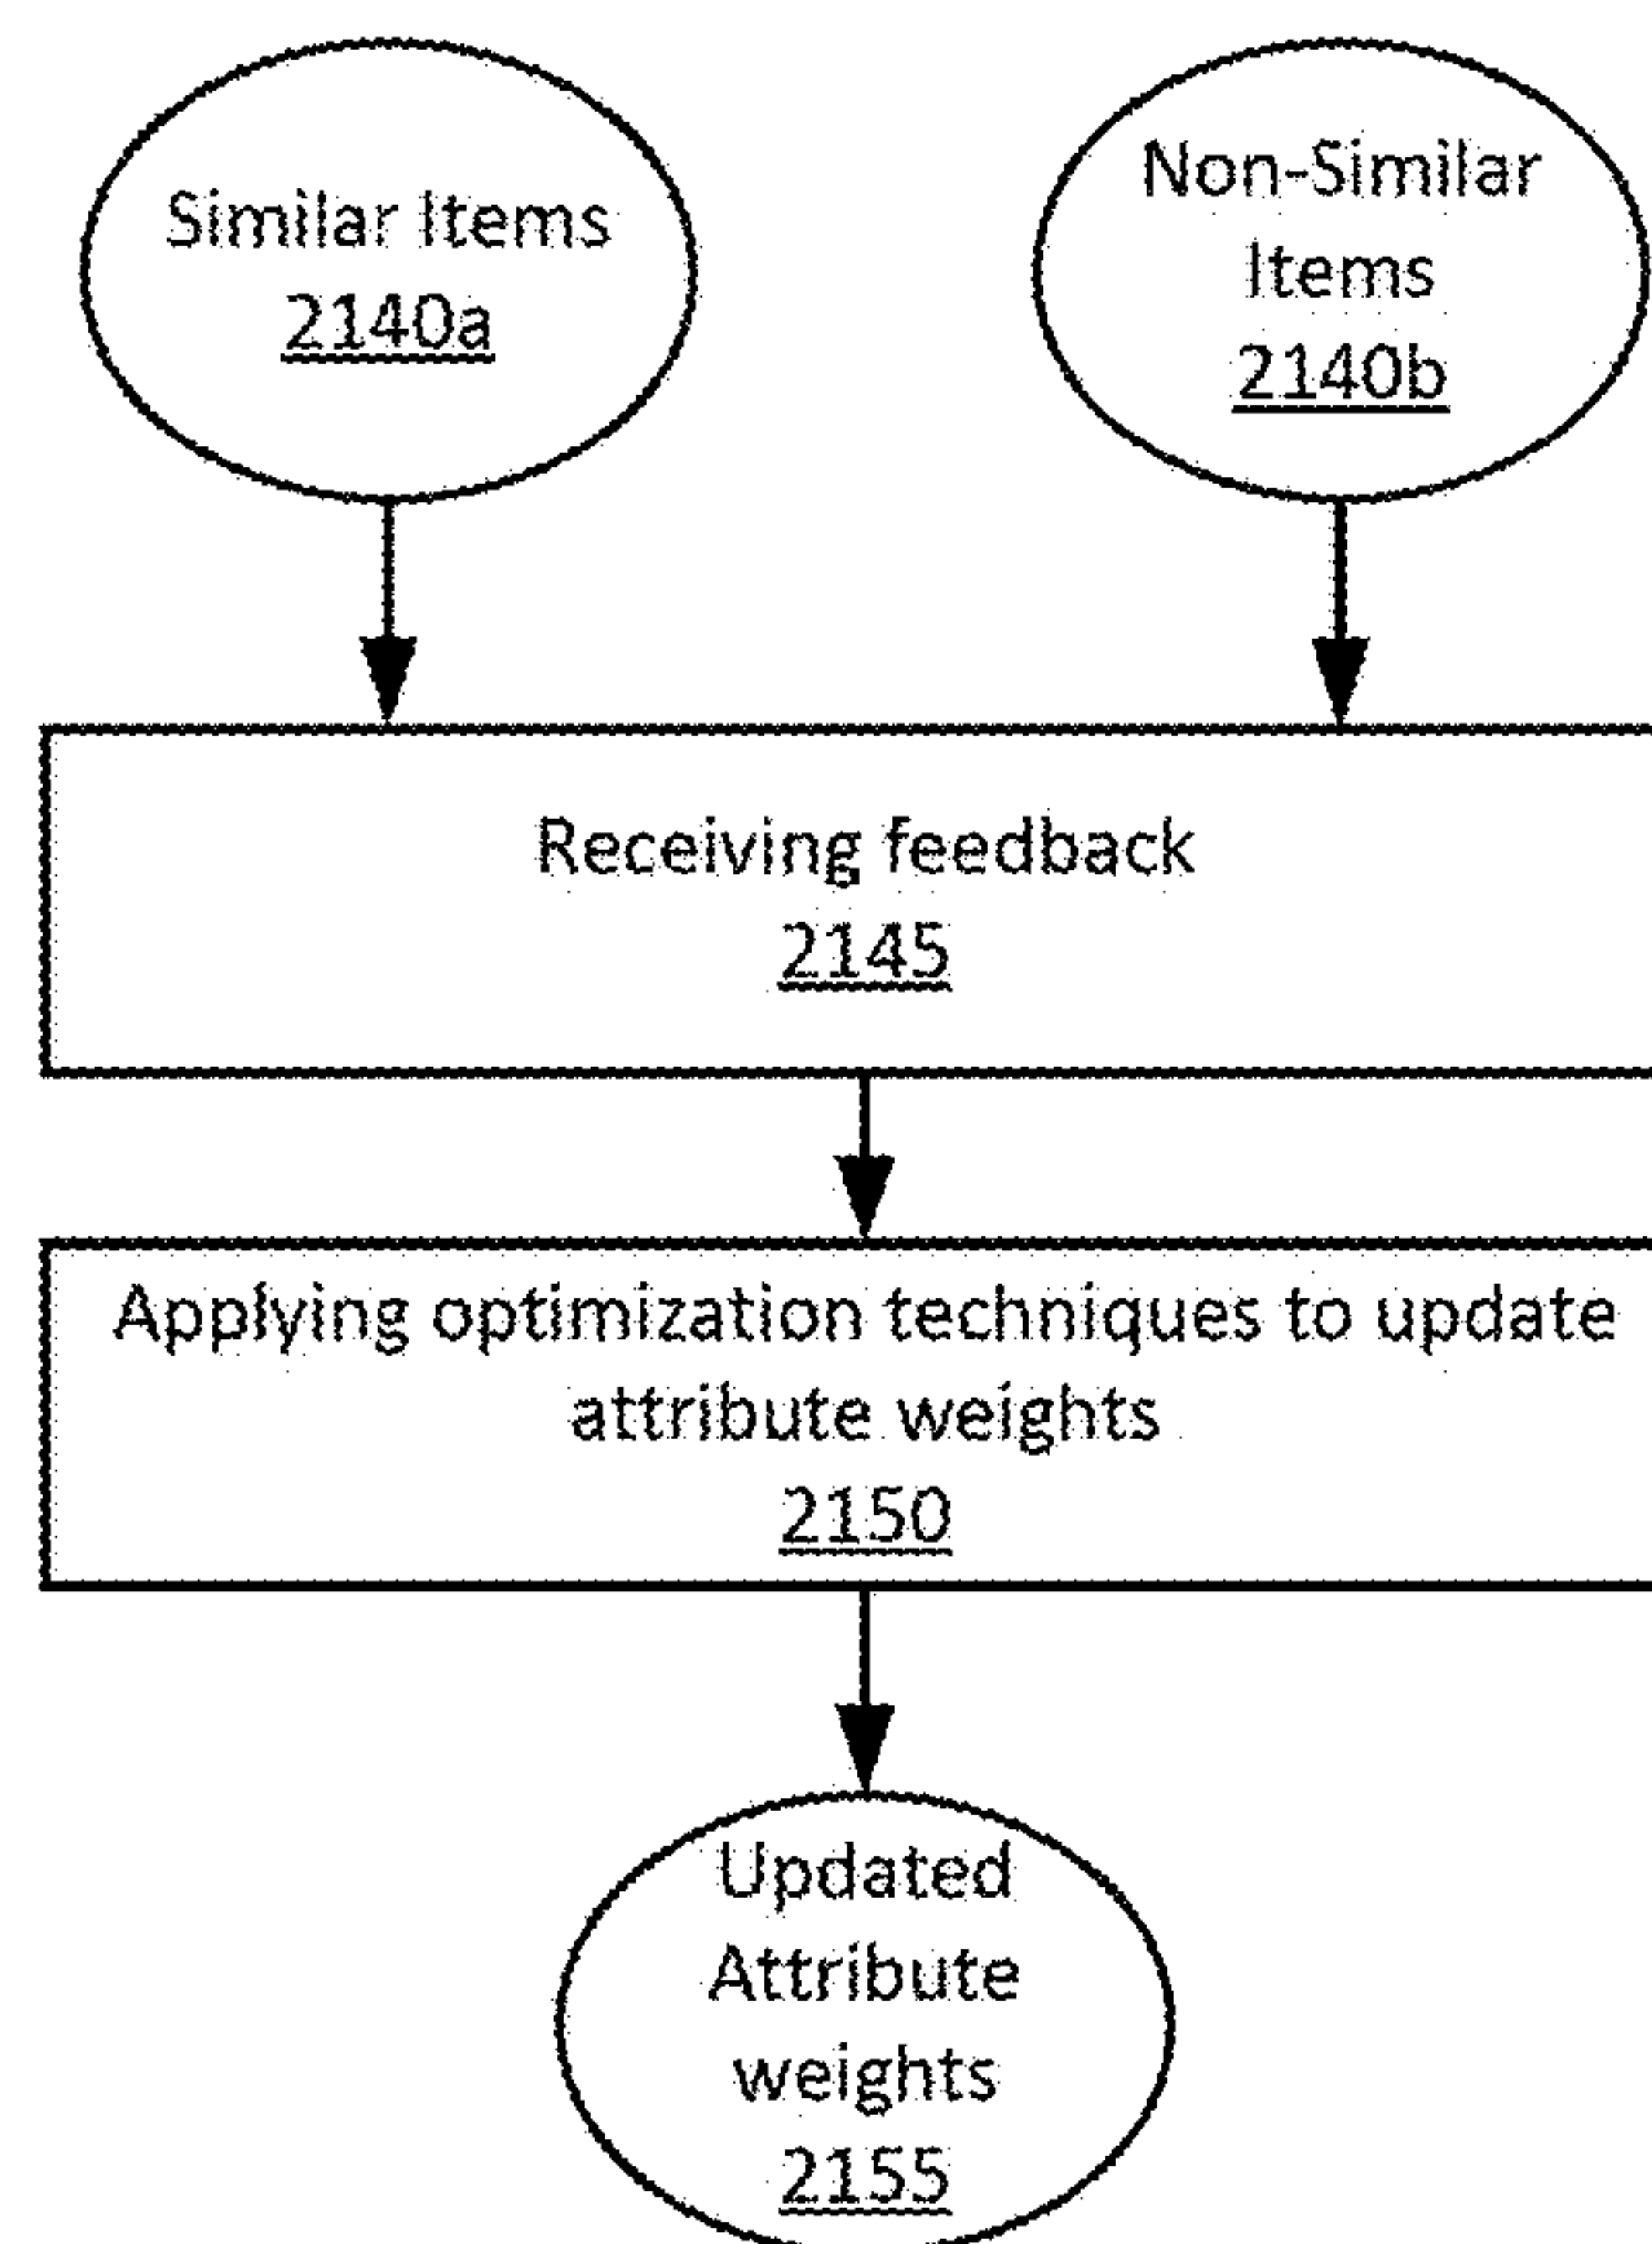 Similar Items
2140a
Non-Similar
Items
2140b
Receiving feedback
2145
Applying optimization techniques to update
attribute weights
2150
Updated
Attribute
weights
2155